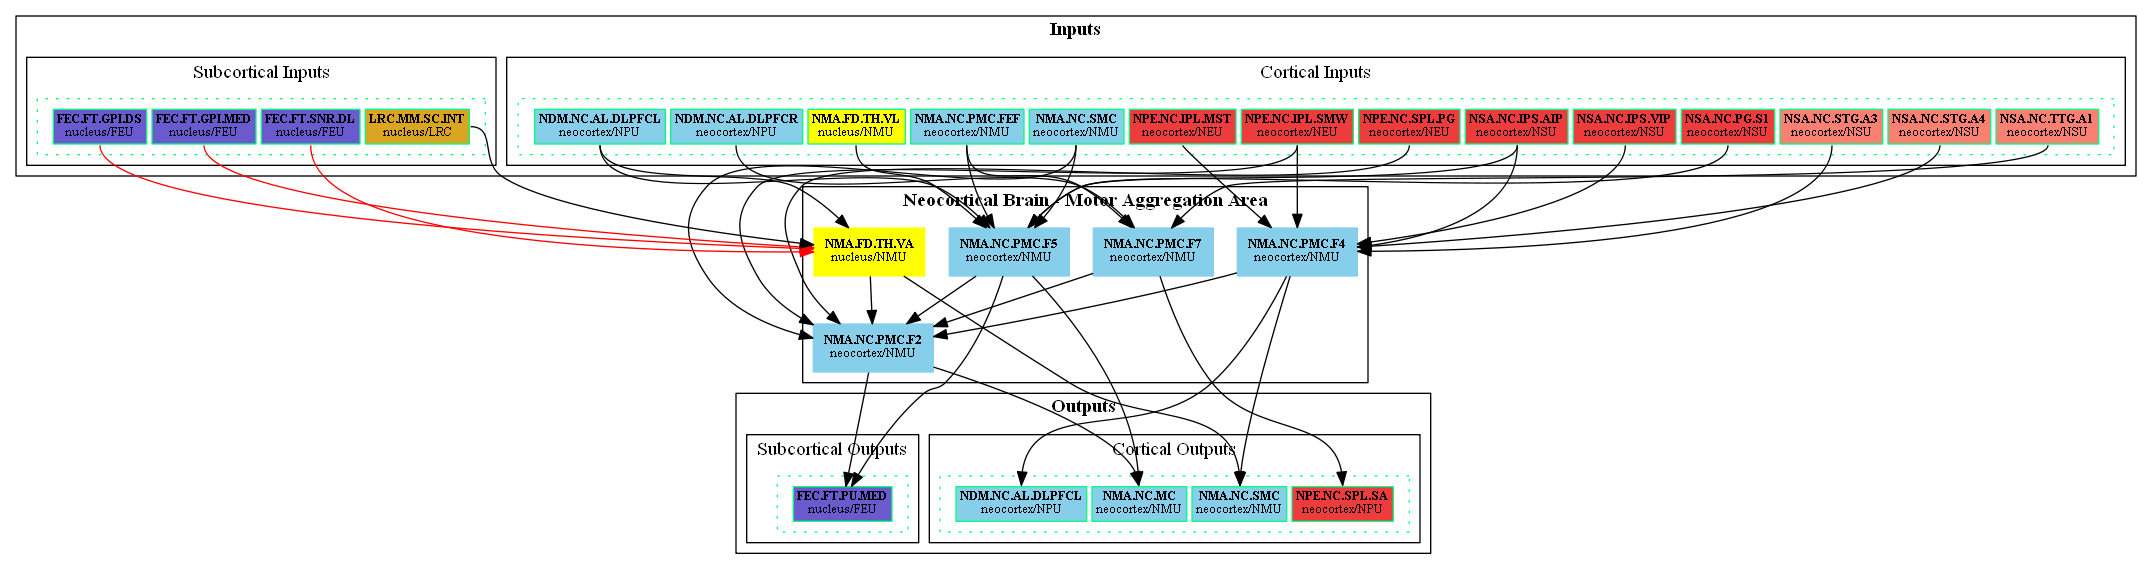 Inputs
Subcortical Inputs
Cortical Inputs
FEC.FT.GPI.DS
nucleus/FEU
FEC.FT.GPI.MED
nucleus/FEU
FEC.FT.SNR.DL
nucleus/FEU
LRC.MM.SC.INT
nucleus/LRC
NDM.NC.AL.DLPFCL
neocortex/NPU
NDM.NC.AL.DLPFCR
neocortex/NPU
NMA.FD.TH.VL
nucleus/NMU
NMA.NC.PMC.FEF
neocortex/NMU
NMA.NC.SMC
neocortex/NMU
NPE.NC.IPL.MST
neocortex/NEU
NPE.NC.IPL.SMW
neocortex/NEU
NPE.NC.SPL.PG
neocortex/NEU
NSA.NC.IPS.AIP
neocortex/NSU
NSA.NC.IPS.VIP
neocortex/NSU
NSA.NC.PG.S1
neocortex/NSU
NSA.NC.STG.A3
neocortex/NSU
NSA.NC.STG.A4
neocortex/NSU
NSA.NC.TTG.A1
neocortex/NSU
Neocortical Brain - Motor Aggregation Area
NMA.FD.TH.VA
nucleus/NMU
NMA.NC.PMC.F5
neocortex/NMU
NMA.NC.PMC.F7
neocortex/NMU
NMA.NC.PMC.F4
neocortex/NMU
NMA.NC.PMC.F2
neocortex/NMU
Outputs
Subcortical Outputs
Cortical Outputs
FEC.FT.PU.MED
nucleus/FEU
NDM.NC.AL.DLPFCL
neocortex/NPU
NMA.NC.MC
neocortex/NMU
NMA.NC.SMC
neocortex/NMU
NPE.NC.SPL.SA
neocortex/NPU